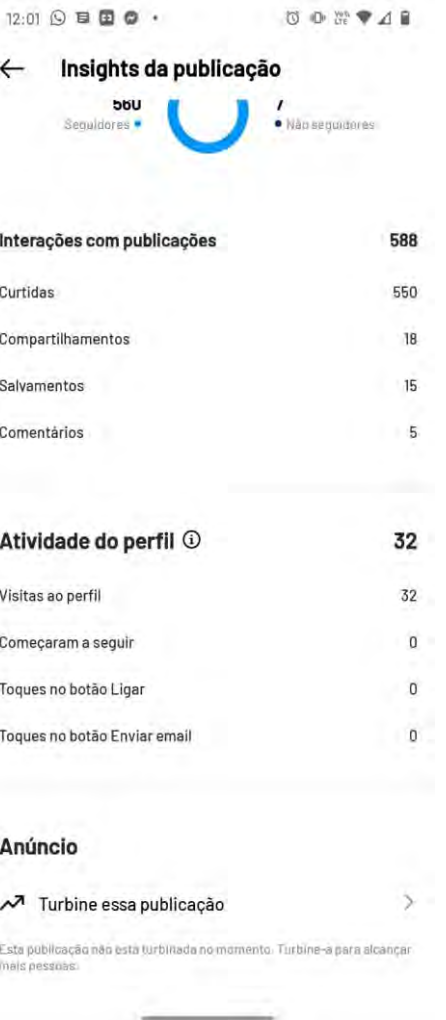 12:01
VoWifi LTE
Insights da publicação
560
Seguidores
7
Não seguidores
Interações com publicações 588
Curtidas 550
Compartilhamentos 18
Salvamentos 15
Comentários 5
Atividade do perfil 32
Visitas ao perfil 32
Começaram a seguir 0
Toques no botão Ligar 0
Toques no botão Enviar email 0
Anúncio
Turbine essa publicação
Esta publicação não está turbinada no momento. Turbine-a para alcançar
mais pessoas.